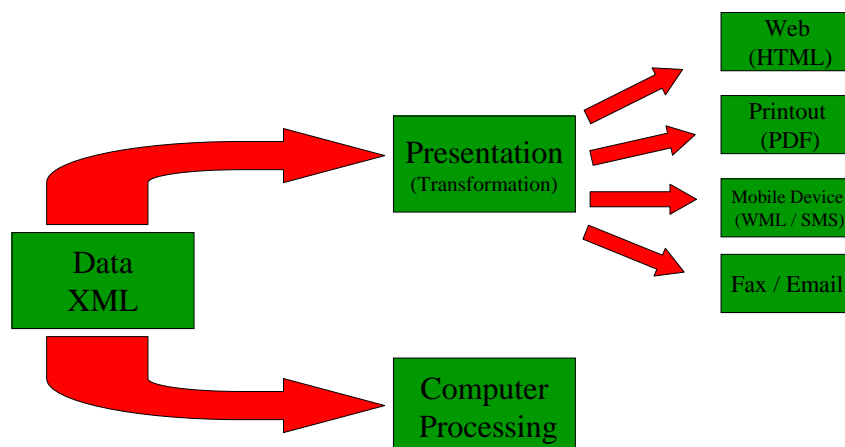 Web
(HTML)
Printout
(PDF)
Presentation
(Transformation)
Mobile Device
(WML / SMS)
Data
XML
Fax / Email
Computer
Processing